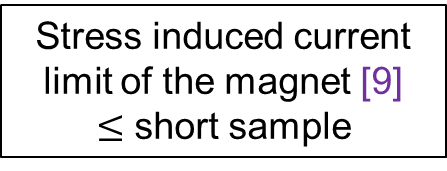 Stress induced current
limit of the magnet [9]
≤ short sample